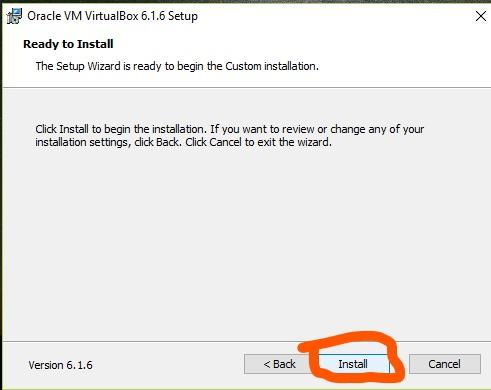 Oracle VM VirtualBox 6.1.6 Setup
Ready to Install
The Setup Wizard is ready to begin the Custom installation.
Click Install to begin the installation. If you want to review or change any of your
installation settings, click Back. Click Cancel to exit the wizard.
Version 6.1.6
< Back
Install
Cancel